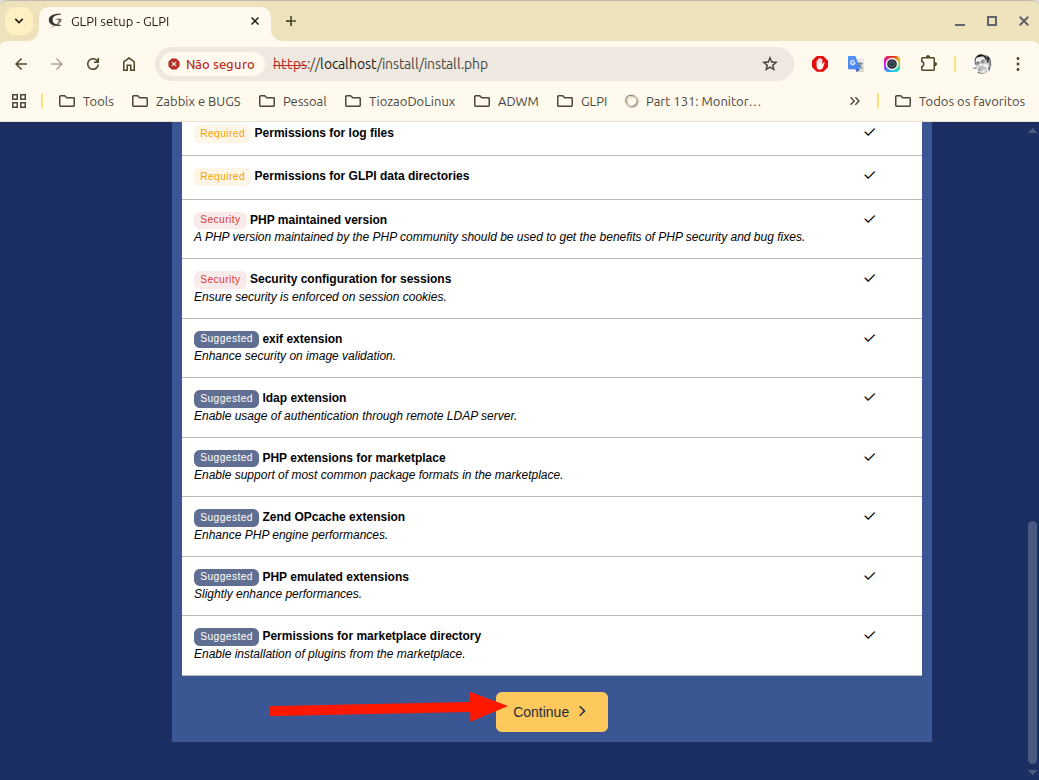 GLPI setup - GLPI
Não seguro
https://localhost/install/install.php
Tools
Zabbix e BUGS
Pessoal
TiozaoDoLinux
ADWM
GLPI
Part 131: Monitor…
Todos os favoritos
Required Permissions for log files
Required Permissions for GLPI data directories
Security PHP maintained version
A PHP version maintained by the PHP community should be used to get the benefits of PHP security and bug fixes.
Security Security configuration for sessions
Ensure security is enforced on session cookies.
Suggested exif extension
Enhance security on image validation.
Suggested ldap extension
Enable usage of authentication through remote LDAP server.
Suggested PHP extensions for marketplace
Enable support of most common package formats in the marketplace.
Suggested Zend OPcache extension
Enhance PHP engine performances.
Suggested PHP emulated extensions
Slightly enhance performances.
Suggested Permissions for marketplace directory
Enable installation of plugins from the marketplace.
Continue